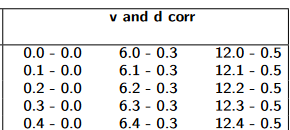 v and d corr
0.0 - 0.0 6.0 - 0.3 12.0 - 0.5
0.1 - 0.0 6.1 - 0.3 12.1 - 0.5
0.2 - 0.0 6.2 - 0.3 12.2 - 0.5
0.3 - 0.0 6.3 - 0.3 12.3 - 0.5
0.4 - 0.0 6.4 - 0.3 12.4 - 0.5